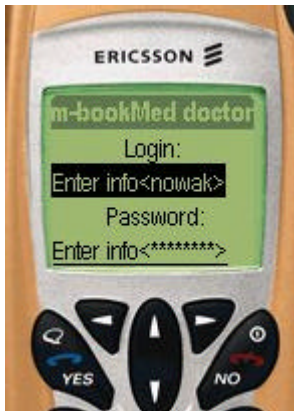 ERICSSON
m-bookMed doctor
Login:
Enter info<nowak>
Password:
Enter info<********>
YES
NO